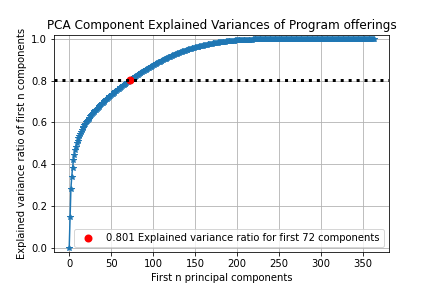 PCA Component Explained Variances of Program offerings
Explained variance ratio of first n components
1.0
0.8
0.6
0.4
0.2
0.0
0.801 Explained variance ratio for first 72 components
0 50 100 150 200 250 300 350
First n principal components